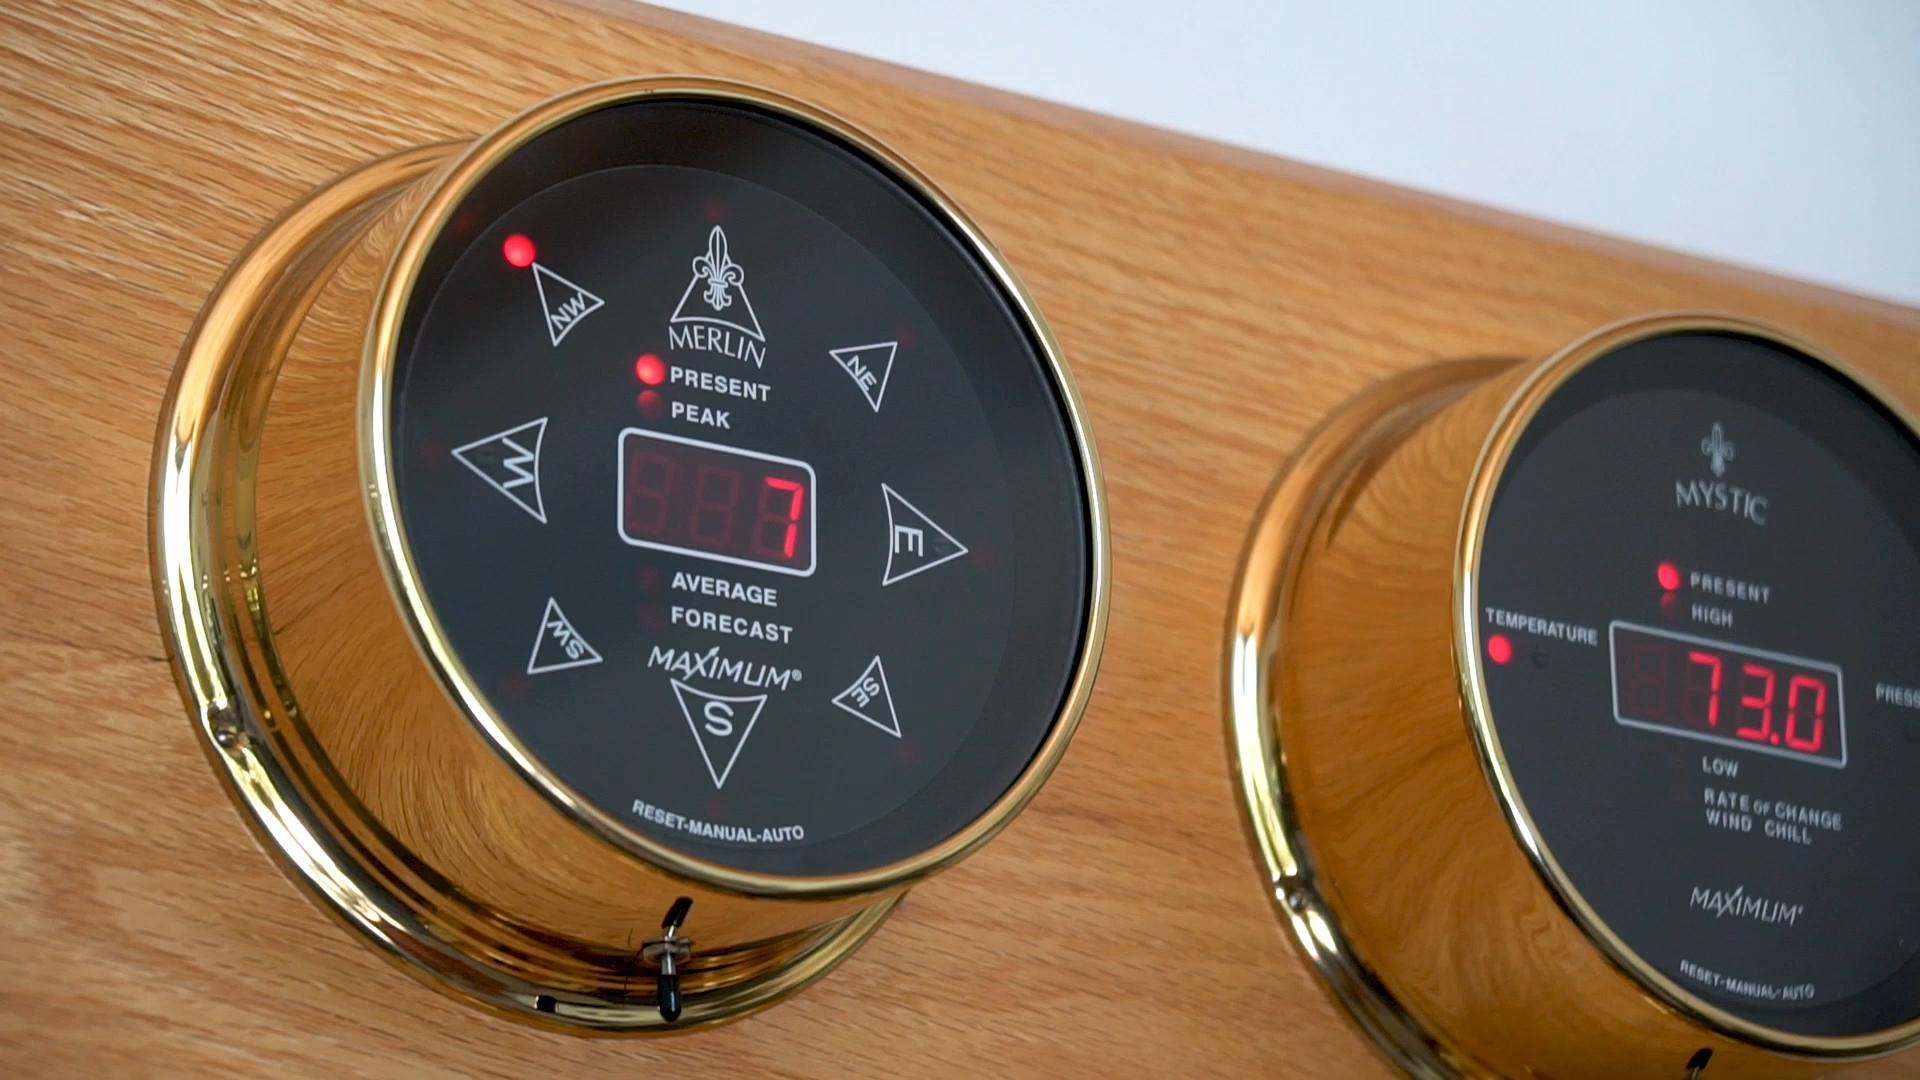 MERLIN
NW
NE
PRESENT
PEAK
W
7
E
AVERAGE
FORECAST
SW
MAXIMUM®
SE
S
RESET-MANUAL-AUTO
MYSTIC
PRESENT
HIGH
TEMPERATURE
73.0
PRESS
LOW
RATE OF CHANGE
WIND CHILL
MAXIMUM®
RESET-MANUAL-AUTO